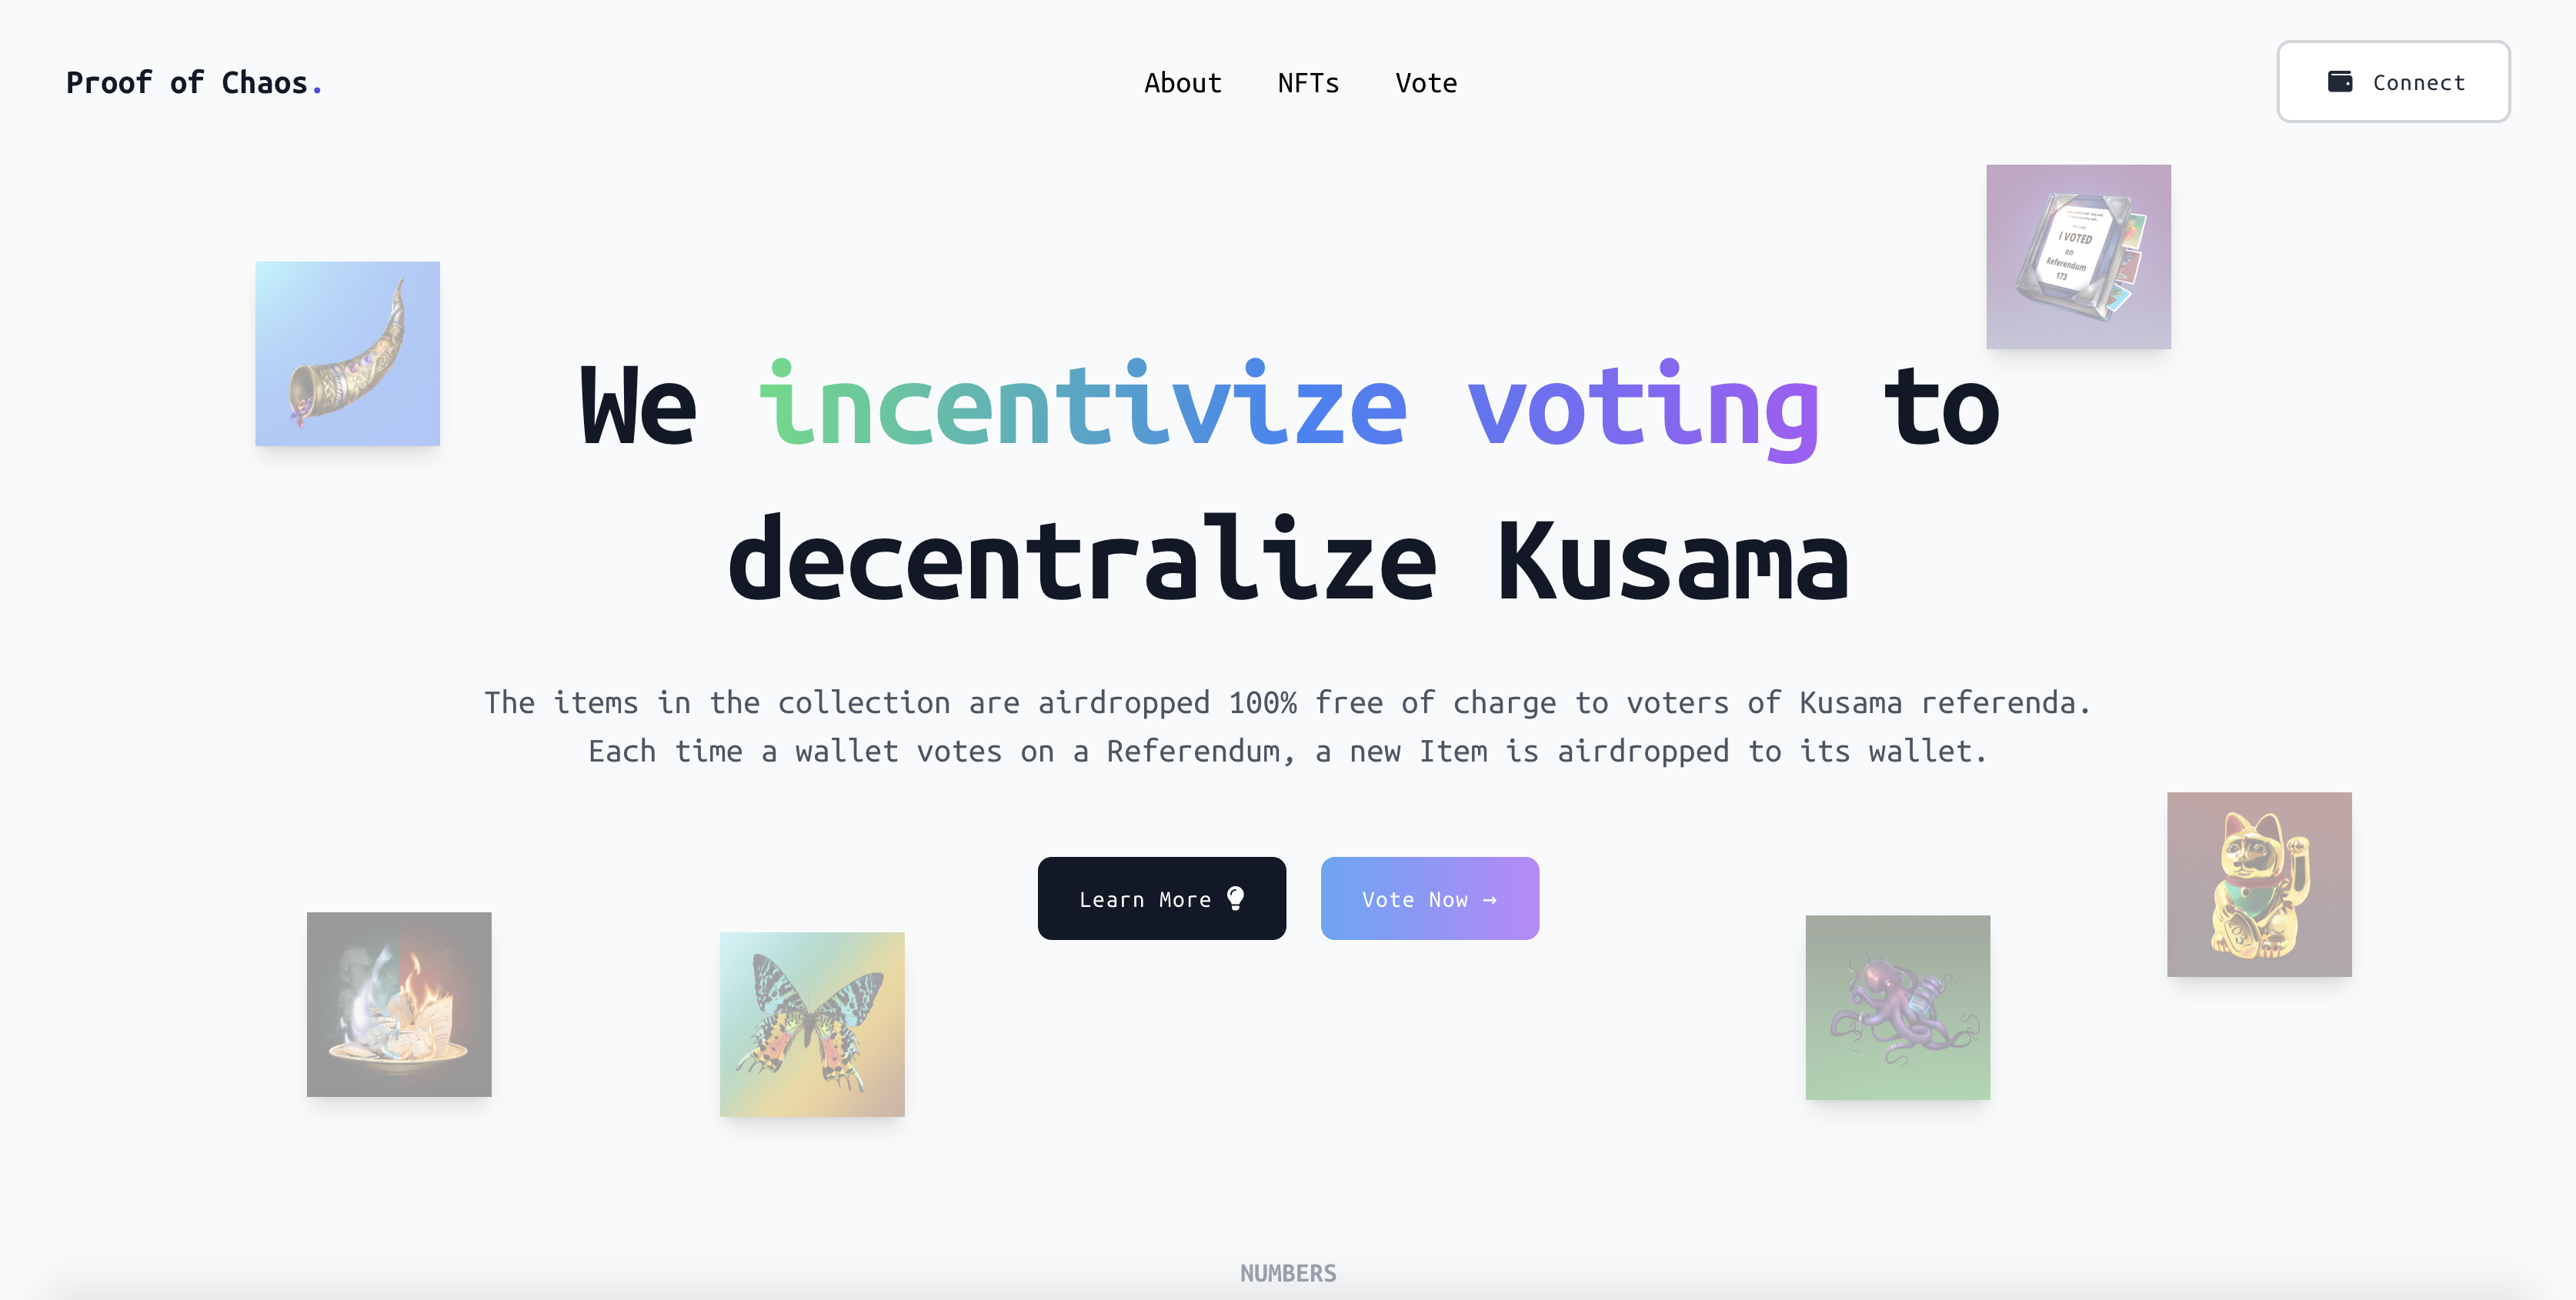 Proof of Chaos.
About NFTs Vote
Connect
I VOTED
on
Referendum
173
We incentivize voting to
decentralize Kusama
The items in the collection are airdropped 100% free of charge to voters of Kusama referenda.
Each time a wallet votes on a Referendum, a new Item is airdropped to its wallet.
Learn More
Vote Now →
NUMBERS